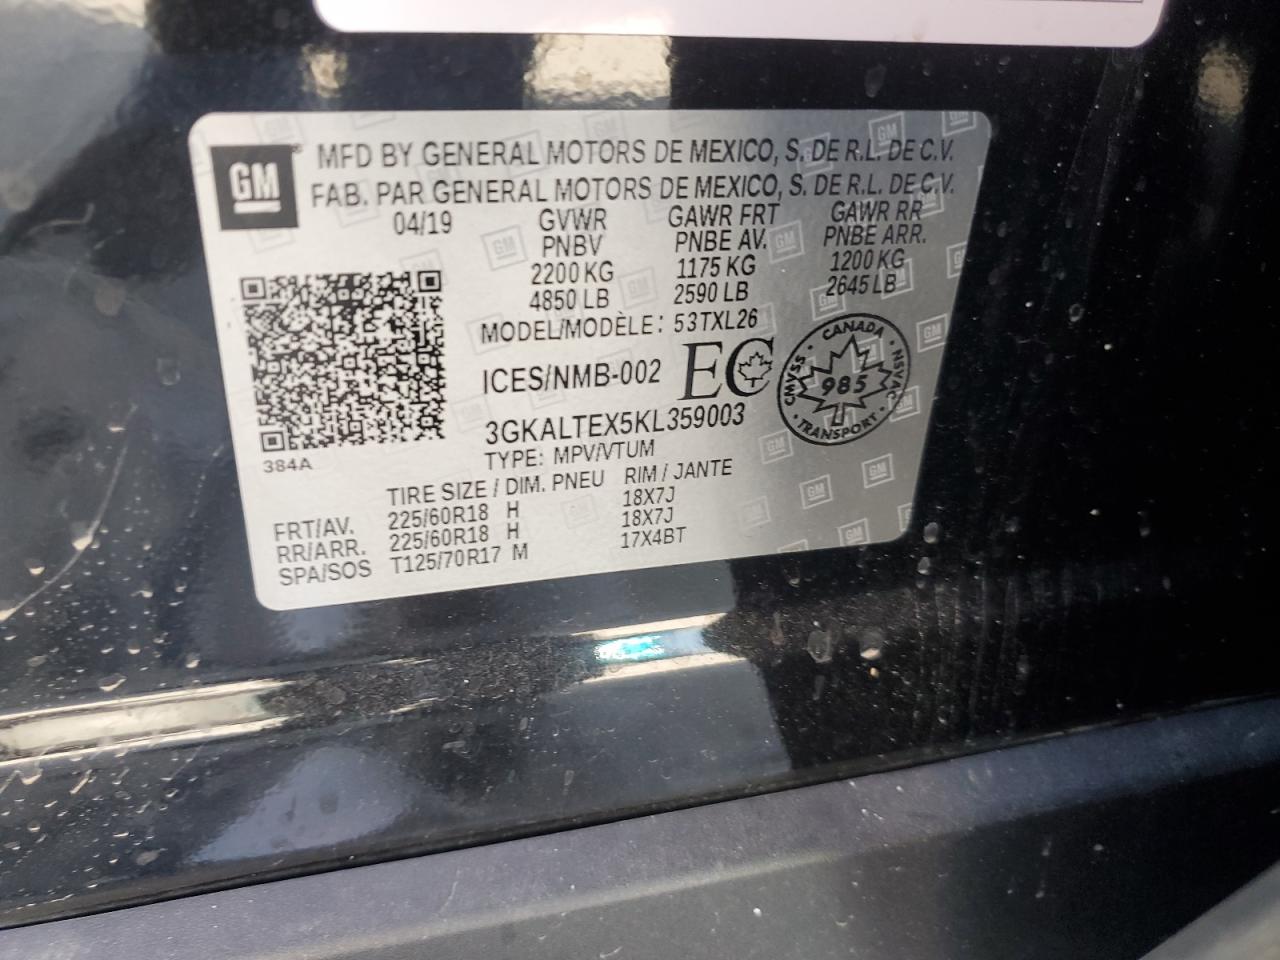 GM
MFD BY GENERAL MOTORS DE MEXICO, S. DE R.L. DE C.V.
FAB. PAR GENERAL MOTORS DE MEXICO, S. DE R.L. DE C.V.
04/19 GVWR GAWR FRT GAWR RR
PNBV PNBE AV. PNBE ARR.
2200 KG 1175 KG 1200 KG
4850 LB 2590 LB 2645 LB
MODEL/MODÈLE: 53TXL26
ICES/NMB-002 EC
CANADA
CMVSS 985 NSVAC
TRANSPORT
3GKALTEX5KL359003
384A
TYPE: MPV/VTUM
TIRE SIZE / DIM. PNEU RIM / JANTE
FRT/AV. 225/60R18 H 18X7J
RR/ARR. 225/60R18 H 18X7J
SPA/SOS T125/70R17 M 17X4BT